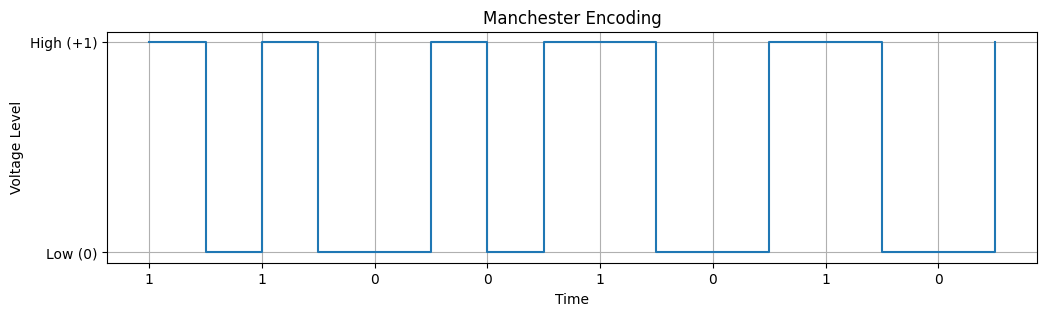 Manchester Encoding
High (+1)
Voltage Level
Low (0)
1 1 0 0 1 0 1 0
Time